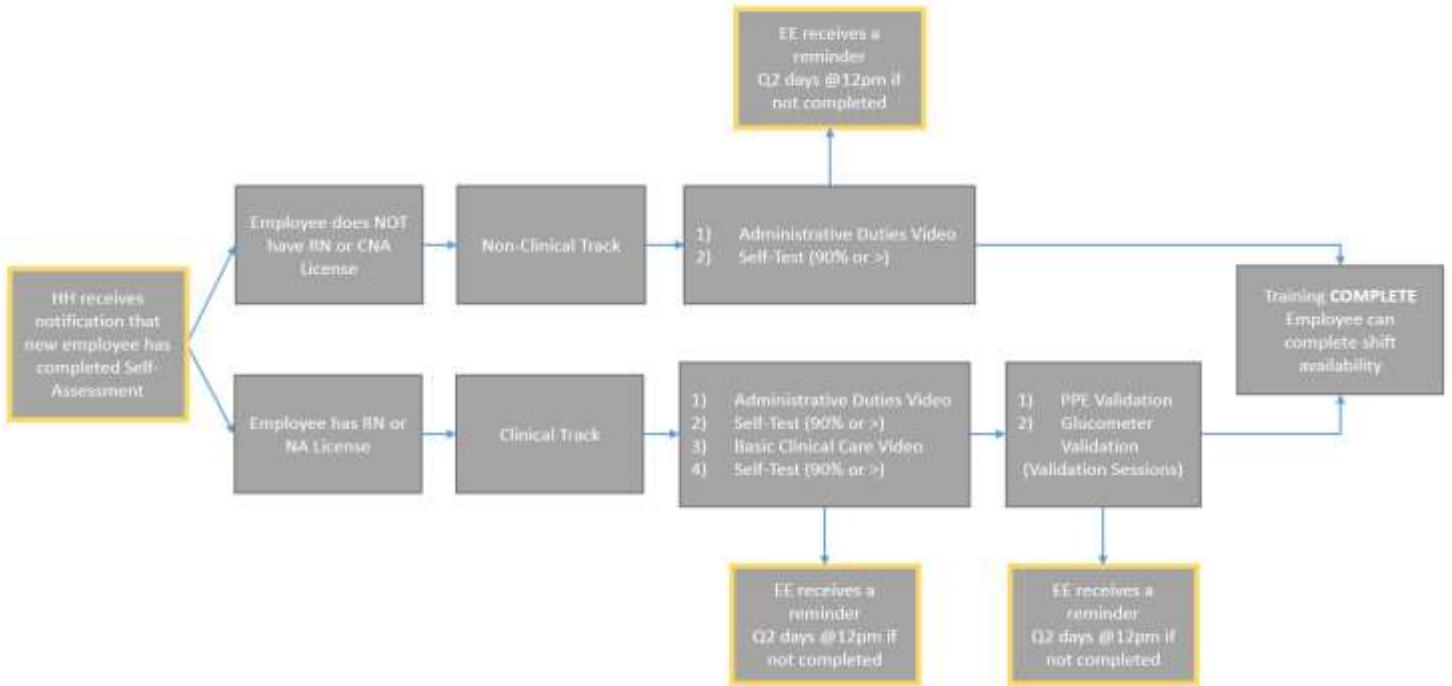 EE receives a
reminder
Q2 days @12pm if
not completed
Employee does NOT
have RN or CNA
License
Non-Clinical Track
1) Administrative Duties Video
2) Self-Test (90% or >)
HH receives
notification that
new employee has
completed Self-
Assessment
Training COMPLETE
Employee can
complete shift
availability
Employee has RN or
NA License
Clinical Track
1) Administrative Duties Video
2) Self-Test (90% or >)
3) Basic Clinical Care Video
4) Self-Test (90% or >)
1) PPE Validation
2) Glucometer
Validation
(Validation Sessions)
EE receives a
reminder
Q2 days @12pm if
not completed
EE receives a
reminder
Q2 days @12pm if
not completed